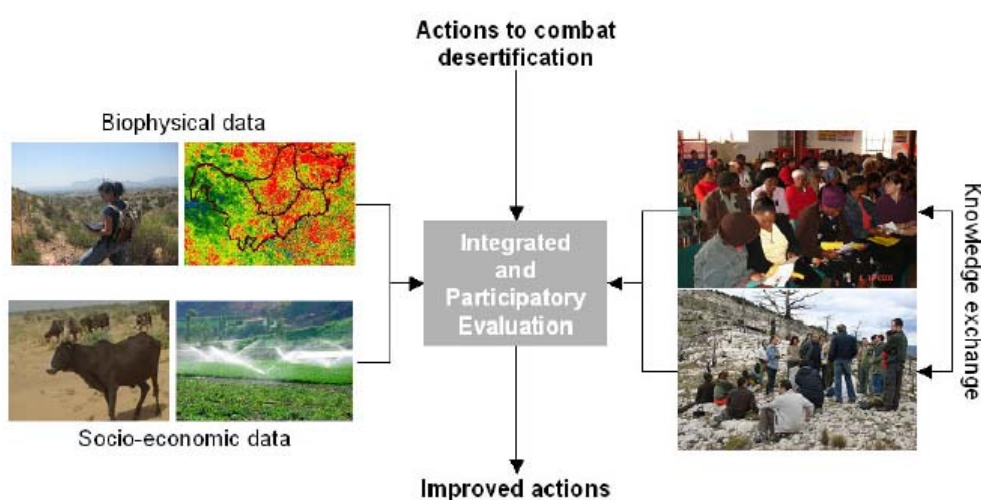 Actions to combat
desertification
Biophysical data
Integrated
and
Participatory
Evaluation
Knowledge exchange
Socio-economic data
Improved actions